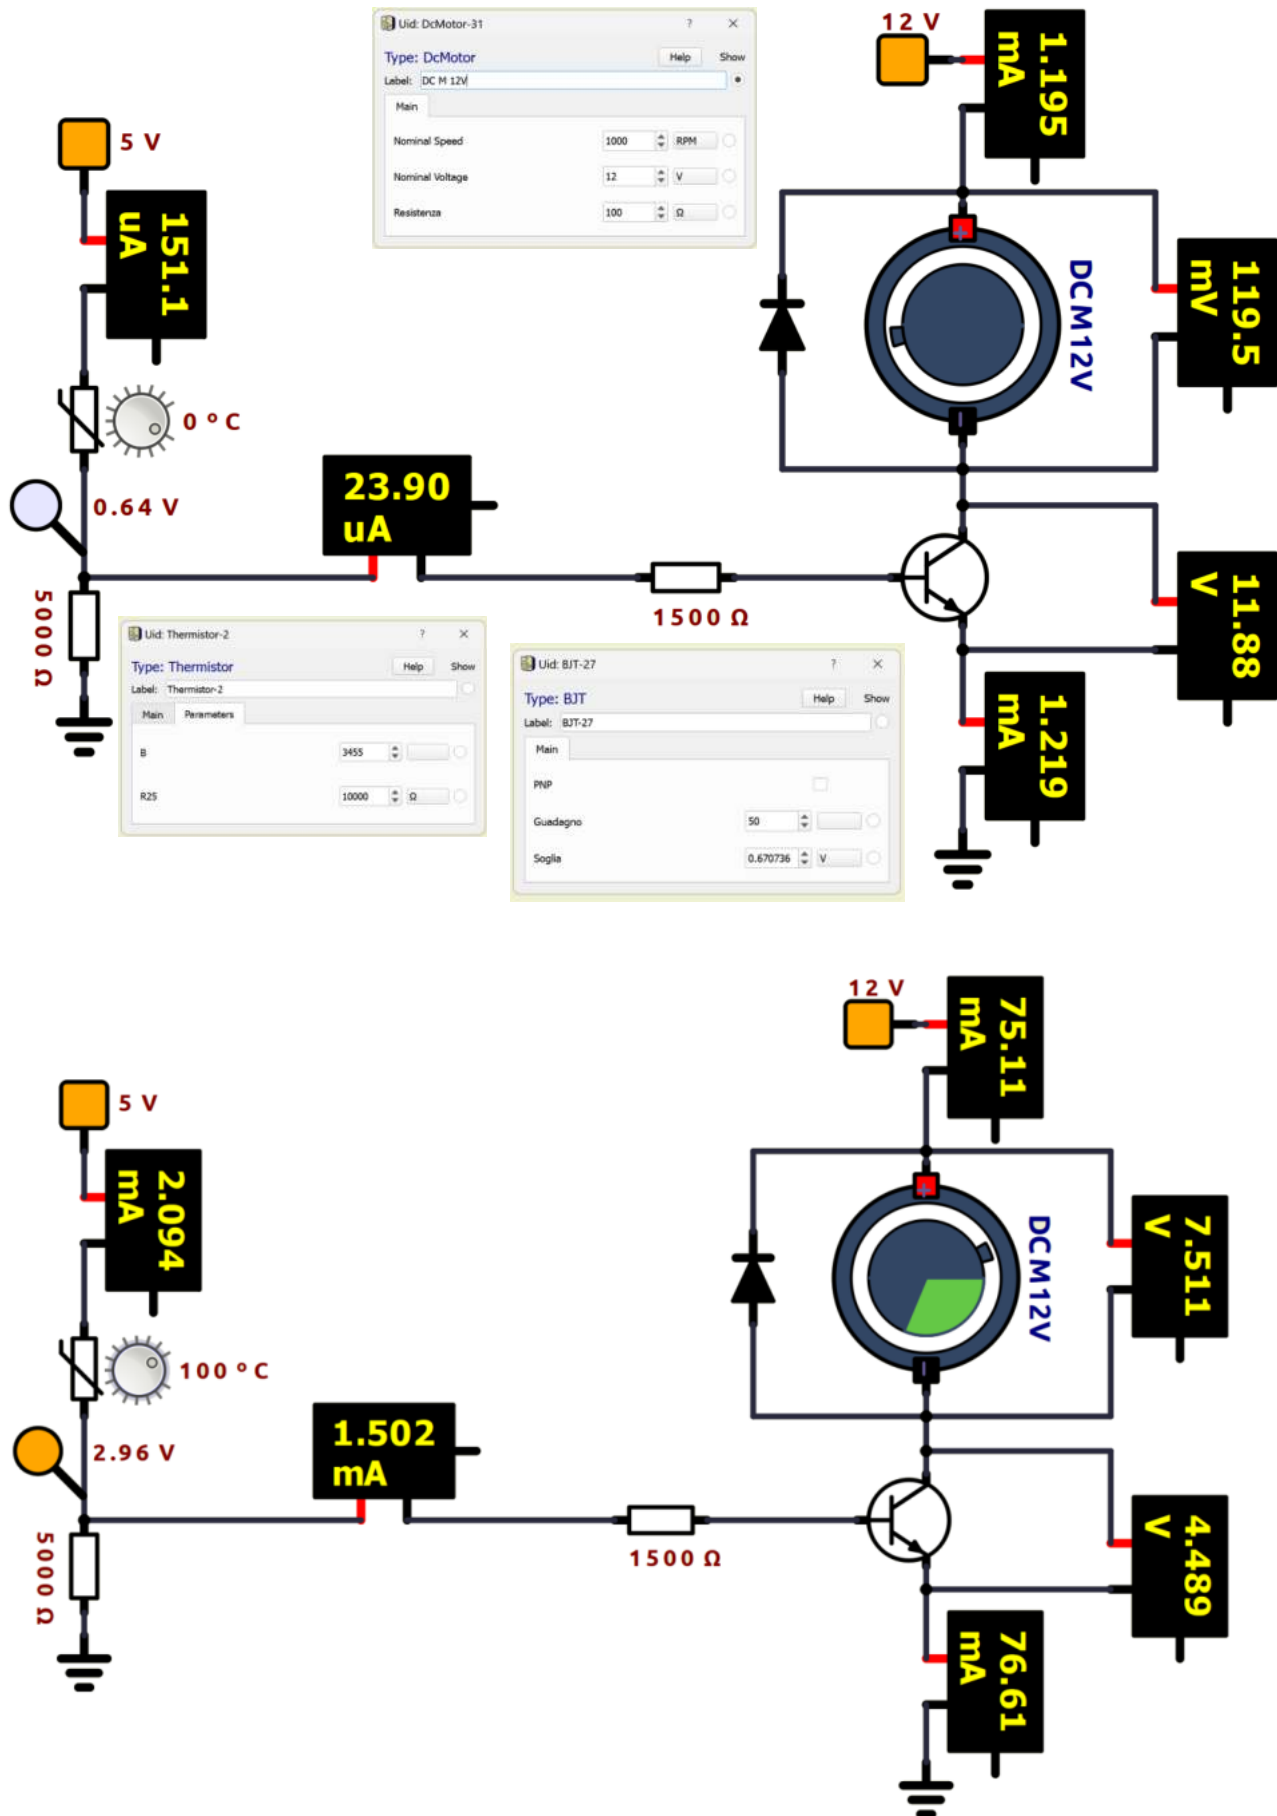 Uid: DcMotor-31 ? ×
Type: DcMotor Help Show
Label: DC M 12V
Main
Nominal Speed 1000 RPM
Nominal Voltage 12 V
Resistenza 100 Ω
12 V
1.195
mA
5 V
151.1
uA
DC M 12V
119.5
mV
0 º C
0.64 V
23.90
uA
5000 Ω
1500 Ω
11.88
V
1.219
mA
Uid: Thermistor-2 ? ×
Type: Thermistor Help Show
Label: Thermistor-2
Main Parameters
B 3455
R25 10000 Ω
Uid: BJT-27 ? ×
Type: BJT Help Show
Label: BJT-27
Main
PNP
Guadagno 50
Soglia 0.670736 V
12 V
75.11
mA
5 V
2.094
mA
DC M 12V
7.511
V
100 º C
2.96 V
1.502
mA
5000 Ω
1500 Ω
4.489
V
76.61
mA